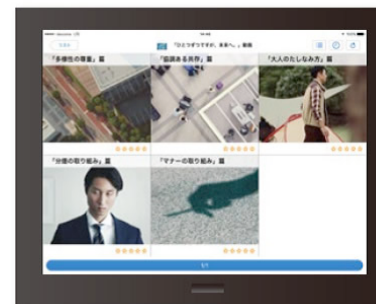 「ひとつずつですが、未来へ。」動画
「多様性の尊重」篇
「協調ある共存」篇
「大人のたしなみ方」篇
「分煙の取り組み」篇
「マナーの取り組み」篇
1/1